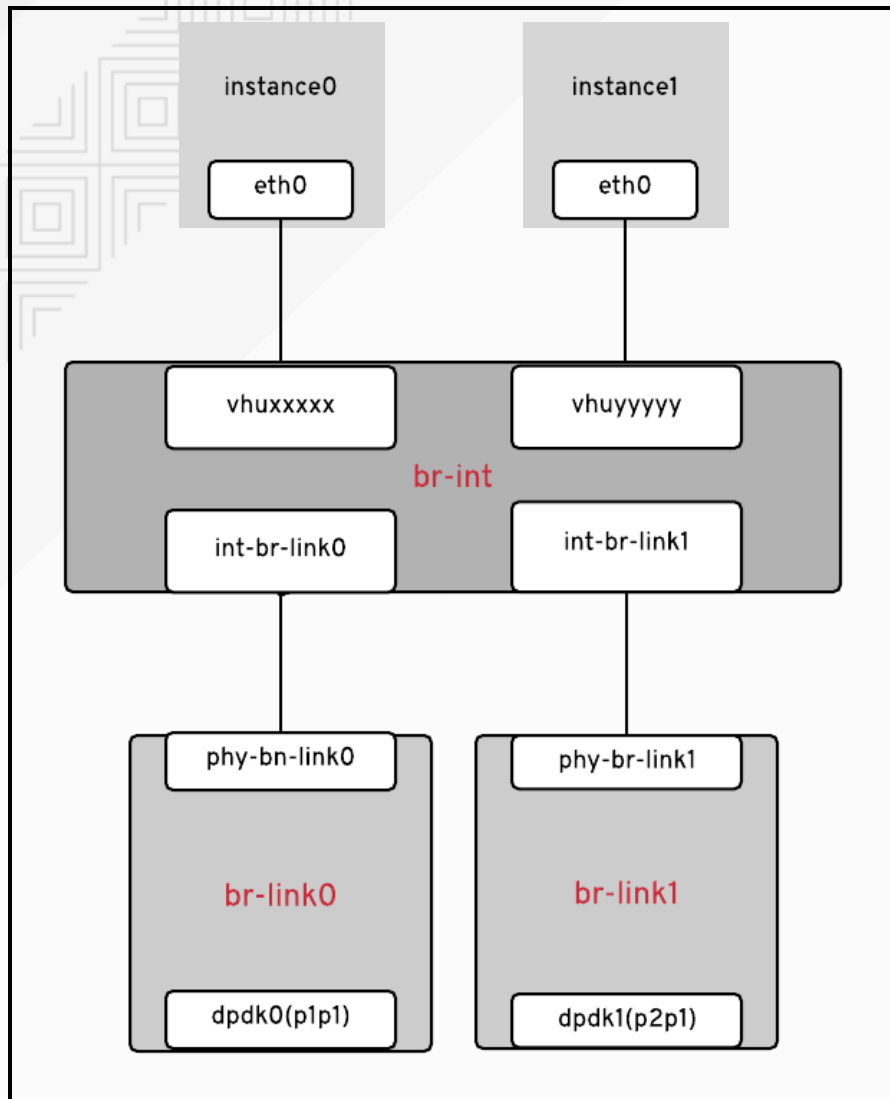 instance0
instance1
eth0
eth0
vhuxxxxx
vhuyyyyy
br-int
int-br-link0
int-br-link1
phy-bn-link0
phy-br-link1
br-link0
br-link1
dpdk0(p1p1)
dpdk1(p2p1)